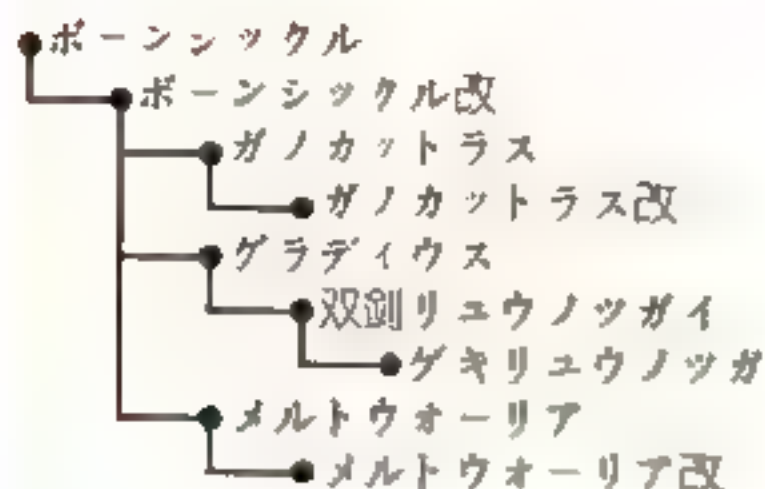 ボーンシックル
ボーンシックル改
ガノカットラス
ガノカットラス改
グラディウス
双剣リュウノツガイ
ゲキリュウノツガ
メルトウォーリア
メルトウォーリア改